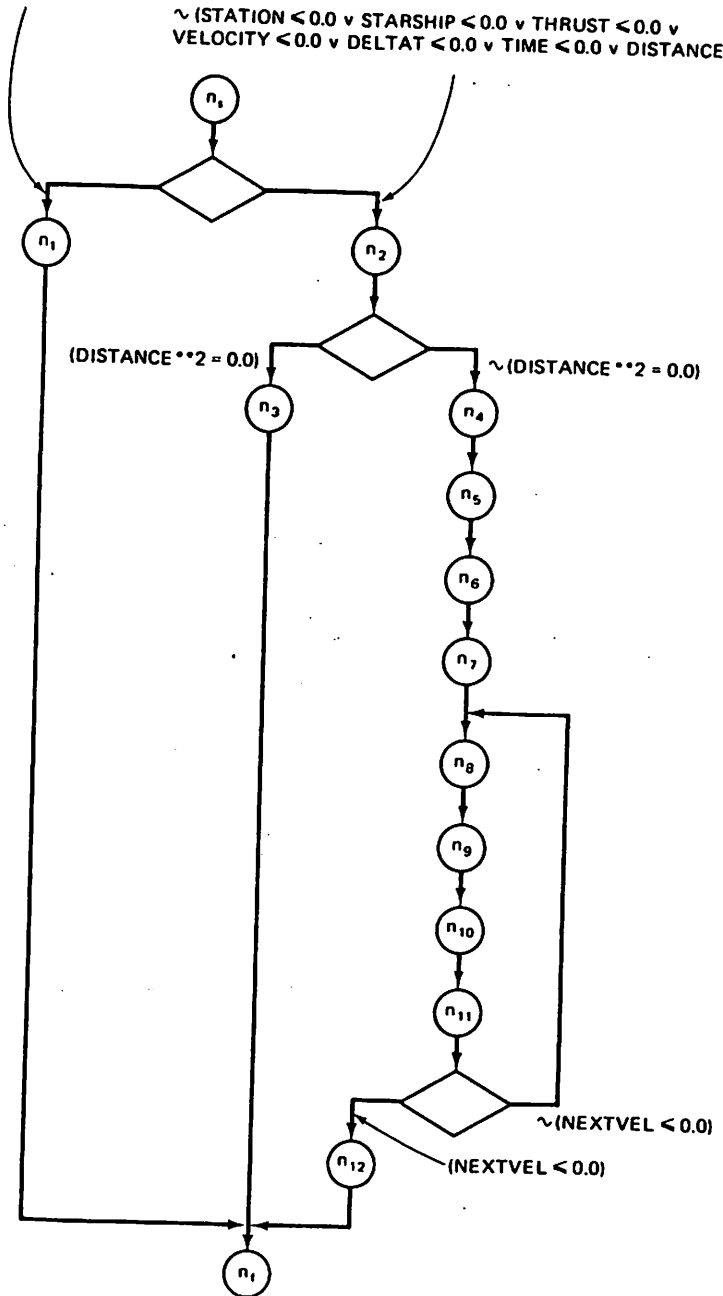 ~(STATION ≤ 0.0 v STARSHIP ≤ 0.0 v THRUST ≤ 0.0 v
VELOCITY ≤ 0.0 v DELTAT ≤ 0.0 v TIME ≤ 0.0 v DISTANCE
nₛ
n₁
n₂
(DISTANCE**2 = 0.0)
~(DISTANCE**2 = 0.0)
n₃
n₄
n₅
n₆
n₇
n₈
n₉
n₁₀
n₁₁
~(NEXTVEL ≤ 0.0)
n₁₂
(NEXTVEL ≤ 0.0)
n_f